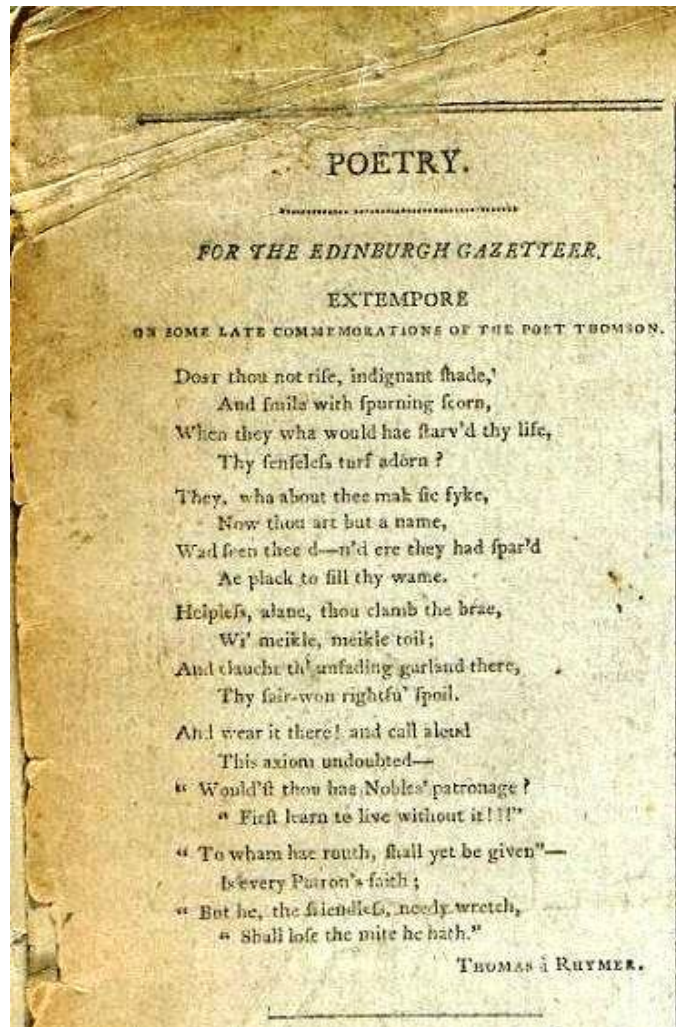 POETRY.
FOR THE EDINBURGH GAZETTEER.
EXTEMPORE
ON SOME LATE COMMEMORATIONS OF THE POET THOMSON.
Dost thou not riſe, indignant ſhade,
And ſmile with ſpurning ſcorn,
When they wha would hae ſtarv'd thy life,
Thy ſenſeleſs turf adorn?
They, wha about thee mak ſic fyke,
Now thou art but a name,
Wad ſeen thee d—n'd ere they had ſpar'd
Ae plack to fill thy wame.
Helpleſs, alane, thou clamb the brae,
Wi' meikle, meikle toil;
And claucht th' unfading garland there,
Thy fair-won rightfu' ſpoil.
And wear it there! and call aloud
This axiom undoubted—
“ Would'ſt thou hae Nobles' patronage?
“ Firſt learn to live without it!!!”
“ To wham hae routh, ſhall yet be given”—
Is every Patron's faith;
“ But he, the friendleſs, needy wretch,
“ Shall loſe the mite he hath.”
Thomas à Rhymer.